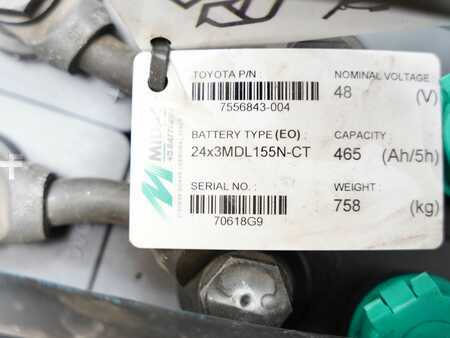 TOYOTA P/N :
7556843-004
NOMINAL VOLTAGE
48 (V)
BATTERY TYPE (EO) :
24x3MDL155N-CT
CAPACITY
465 (Ah/5h)
SERIAL NO. :
70618G9
WEIGHT :
758 (kg)